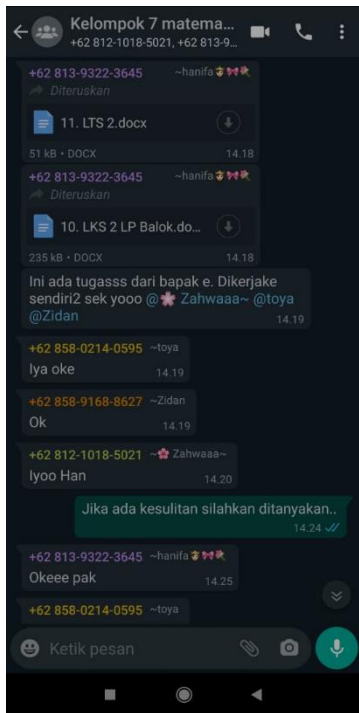 Kelompok 7 matema...
+62 812-1018-5021, +62 813-9...
+62 813-9322-3645 ~hanifa
Diteruskan
11. LTS 2.docx
51 kB • DOCX 14.18
+62 813-9322-3645 ~hanifa
Diteruskan
10. LKS 2 LP Balok.do...
235 kB • DOCX 14.18
Ini ada tugasss dari bapak e. Dikerjake
sendiri2 sek yooo @🌸 Zahwaaa~ @toya
@Zidan
14.19
+62 858-0214-0595 ~toya
Iya oke 14.19
+62 858-9168-8627 ~Zidan
Ok 14.19
+62 812-1018-5021 ~🌸 Zahwaaa~
Iyoo Han 14.20
Jika ada kesulitan silahkan ditanyakan..
14.24
+62 813-9322-3645 ~hanifa
Okeee pak 14.25
+62 858-0214-0595 ~toya
Ketik pesan